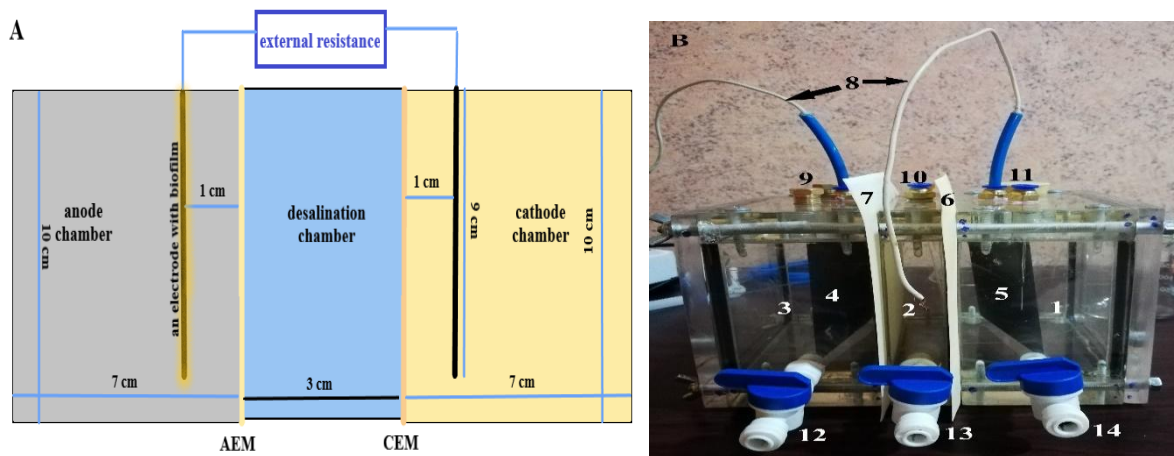 A
external resistance
an electrode with biofilm
1 cm
1 cm
anode
chamber
desalination
chamber
cathode
chamber
10 cm
9 cm
10 cm
7 cm
3 cm
7 cm
AEM
CEM
B
8
9
10
11
7
6
3
4
2
5
1
12
13
14